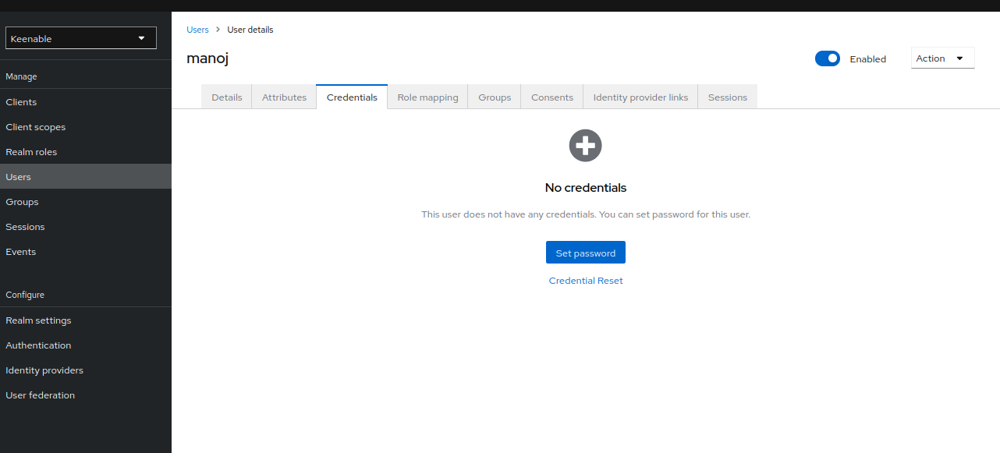 Keenable
Manage
Clients
Client scopes
Realm roles
Users
Groups
Sessions
Events
Configure
Realm settings
Authentication
Identity providers
User federation
Users > User details
manoj
Enabled
Action
Details Attributes Credentials Role mapping Groups Consents Identity provider links Sessions
No credentials
This user does not have any credentials. You can set password for this user.
Set password
Credential Reset